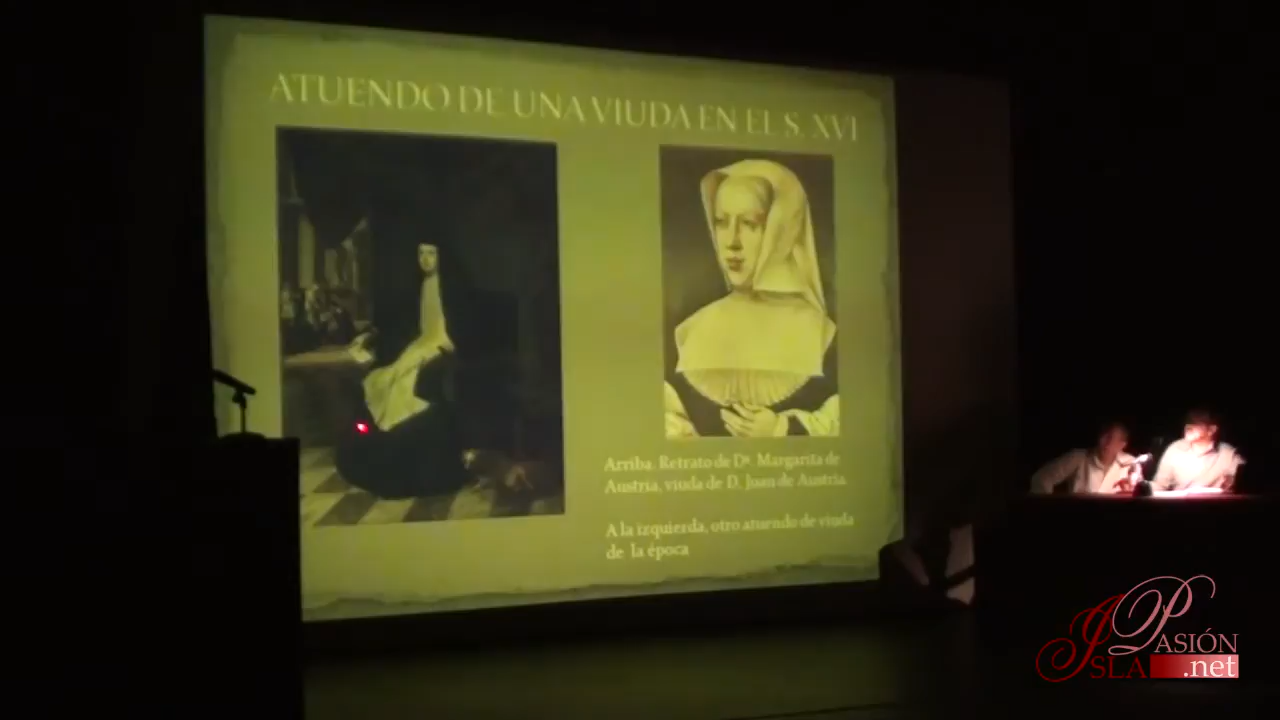 ATUENDO DE UNA VIUDA EN EL S. XVI
Arriba. Retrato de Dª. Margarita de
Austria, viuda de D. Juan de Austria.
A la izquierda, otro atuendo de viuda
de la época
ISLA PASIÓN
.net